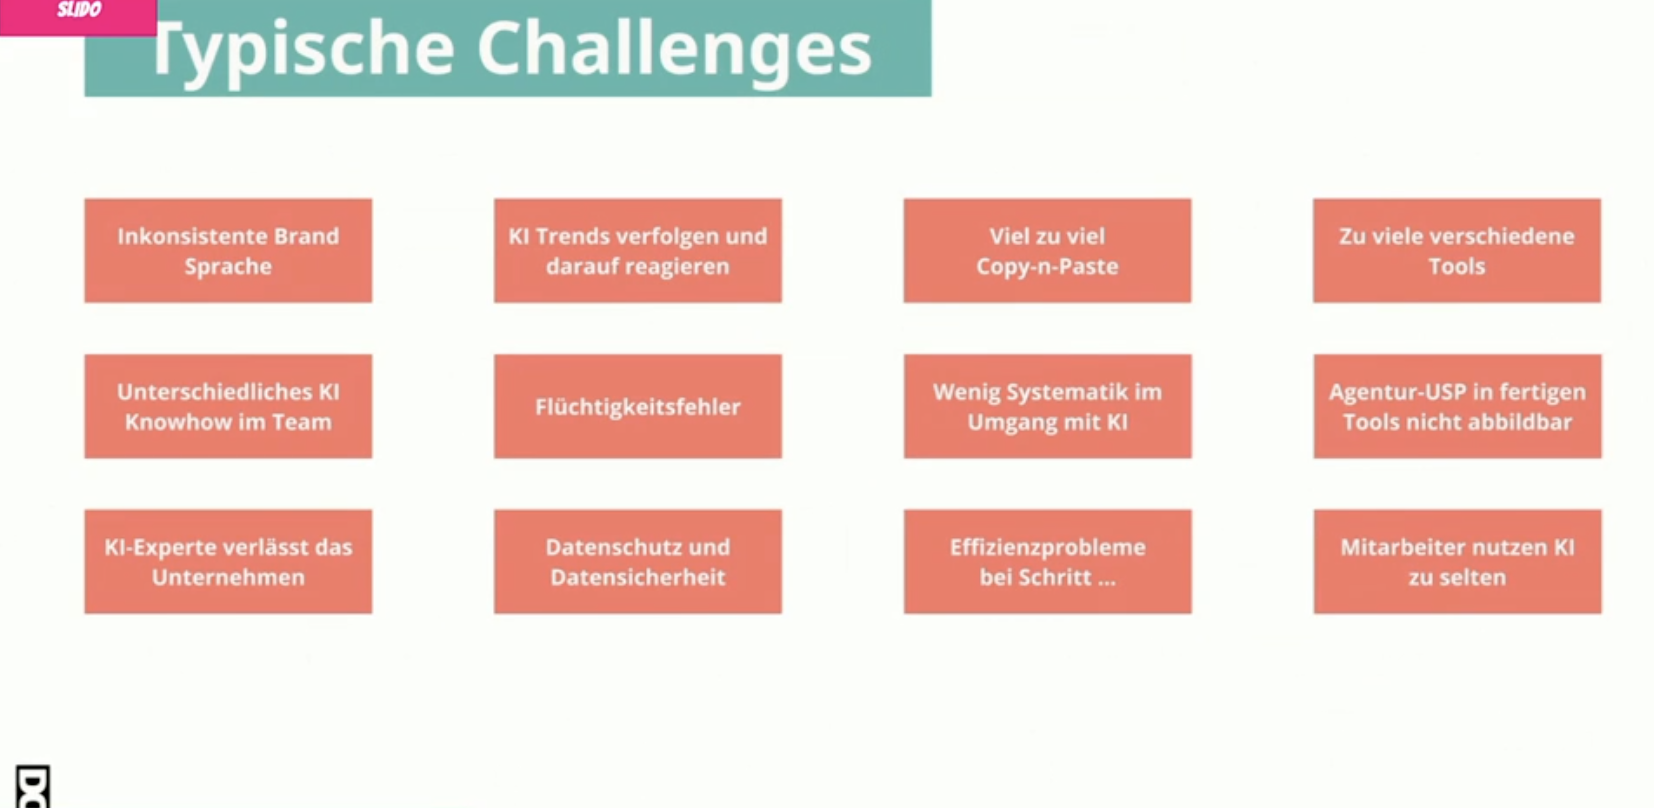 SLIDO
Typische Challenges
Inkonsistente Brand
Sprache
KI Trends verfolgen und
darauf reagieren
Viel zu viel
Copy-n-Paste
Zu viele verschiedene
Tools
Unterschiedliches KI
Knowhow im Team
Flüchtigkeitsfehler
Wenig Systematik im
Umgang mit KI
Agentur-USP in fertigen
Tools nicht abbildbar
KI-Experte verlässt das
Unternehmen
Datenschutz und
Datensicherheit
Effizienzprobleme
bei Schritt ...
Mitarbeiter nutzen KI
zu selten